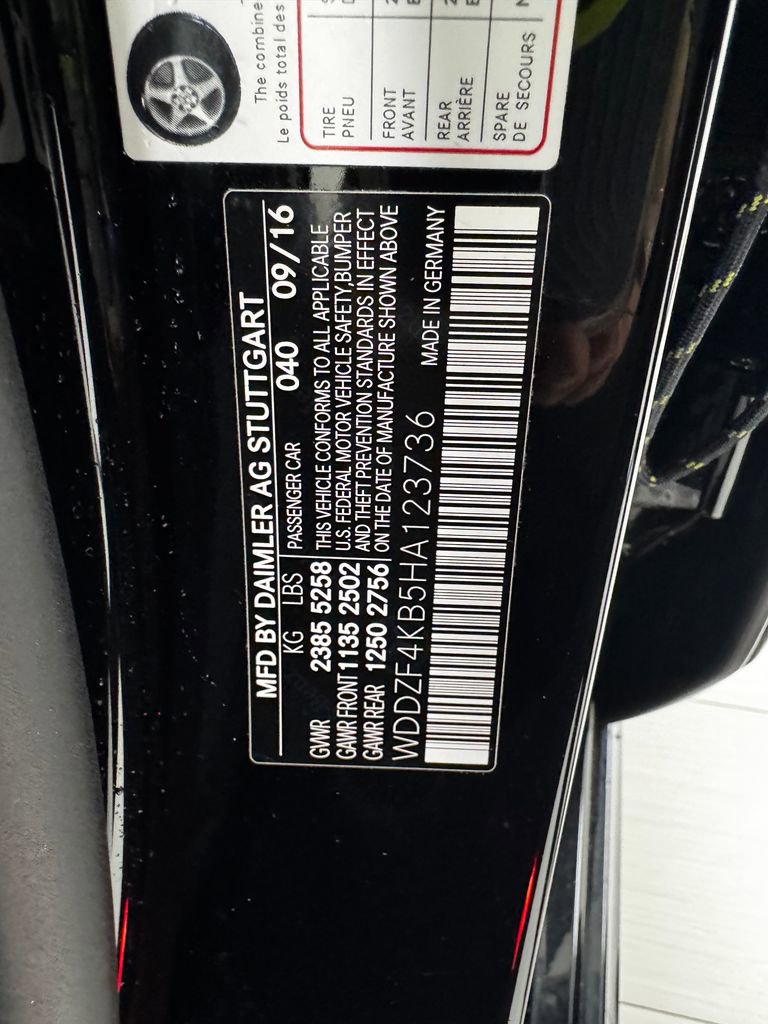 MFD BY DAIMLER AG STUTTGART
KG LBS PASSENGER CAR 040 09/16
GVWR 2385 5258
GAWR FRONT 1135 2502
GAWR REAR 1250 2756
THIS VEHICLE CONFORMS TO ALL APPLICABLE
U.S. FEDERAL MOTOR VEHICLE SAFETY, BUMPER
AND THEFT PREVENTION STANDARDS IN EFFECT
ON THE DATE OF MANUFACTURE SHOWN ABOVE
WDDZF4KB5HA123736 MADE IN GERMANY
The combine
Le poids total des
TIRE
PNEU
FRONT
AVANT
REAR
ARRIÈRE
SPARE
DE SECOURS